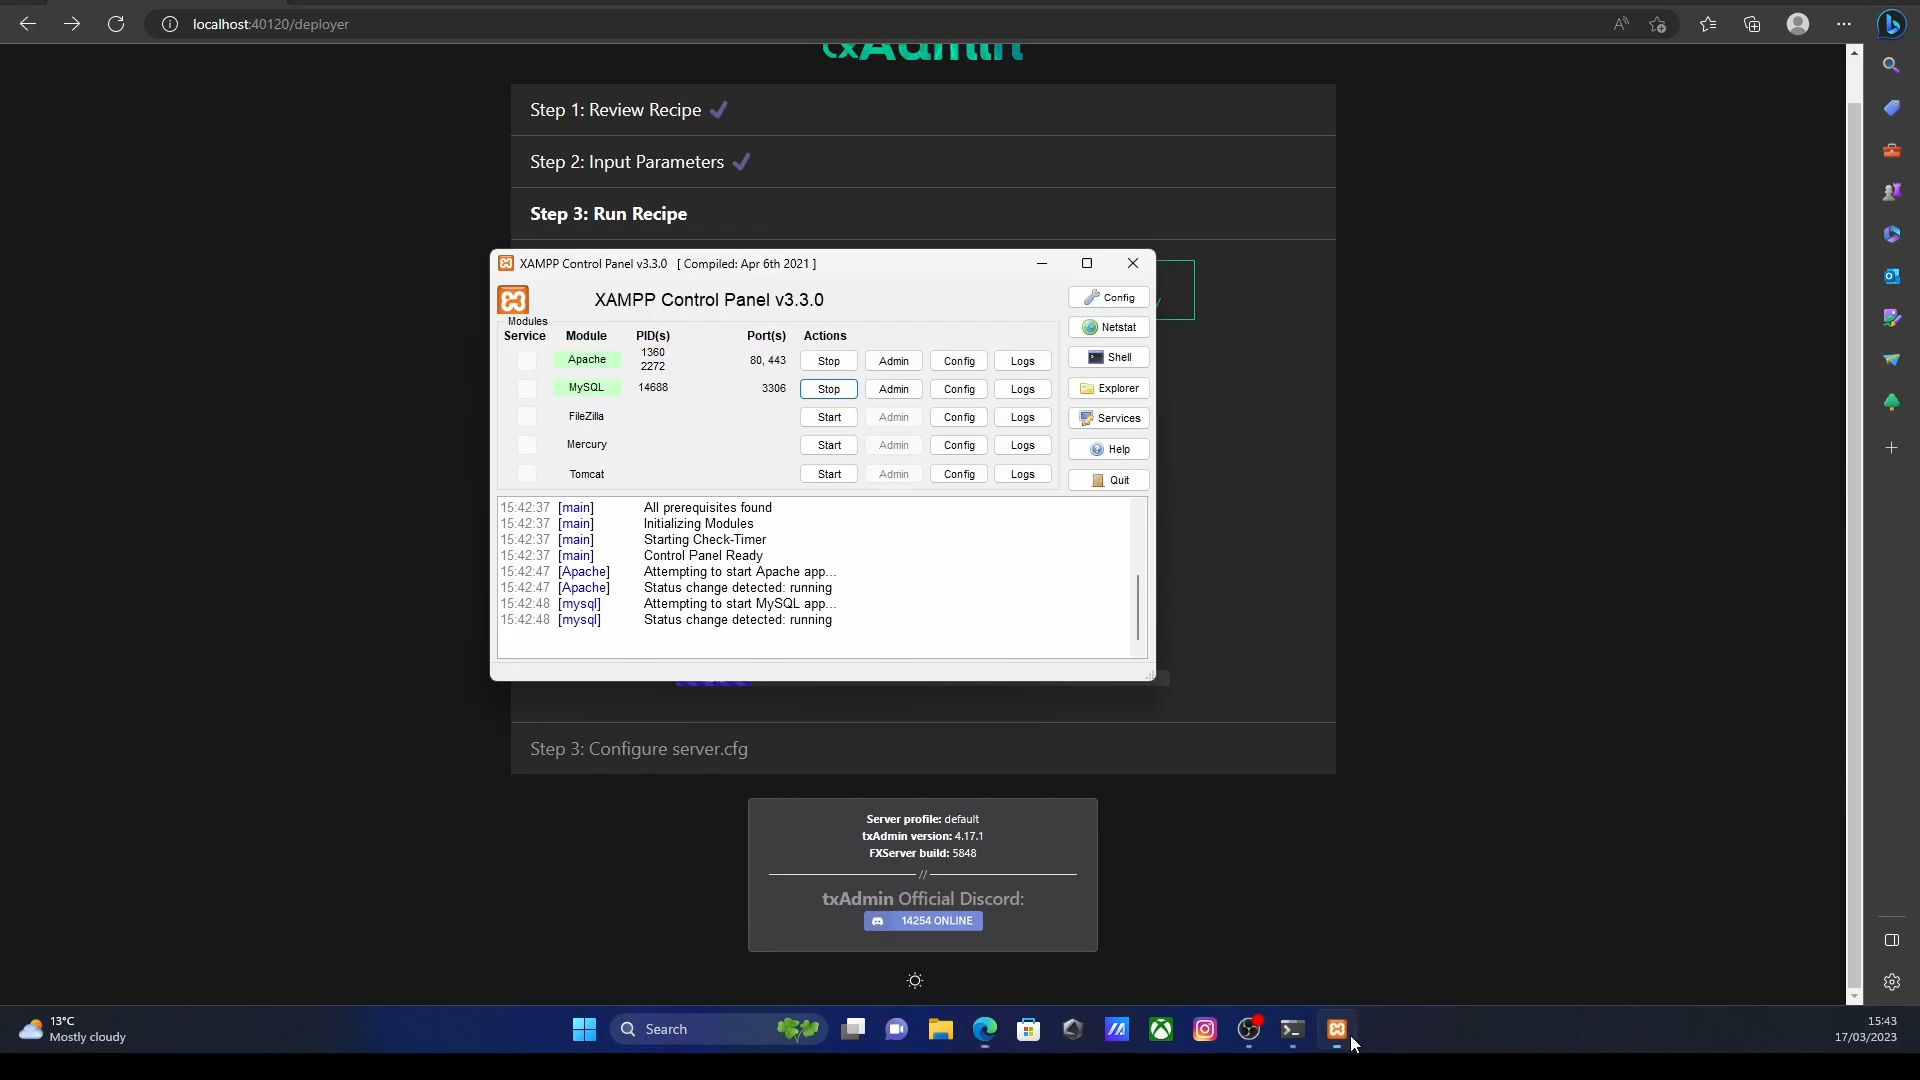 localhost:40120/deployer
txAdmin
Step 1: Review Recipe
Step 2: Input Parameters
Step 3: Run Recipe
XAMPP Control Panel v3.3.0 [ Compiled: Apr 6th 2021 ]
XAMPP Control Panel v3.3.0
Config
Modules
Service Module PID(s) Port(s) Actions
Netstat
Apache 1360 2272 80, 443 Stop Admin Config Logs
Shell
MySQL 14688 3306 Stop Admin Config Logs
Explorer
FileZilla Start Admin Config Logs
Services
Mercury Start Admin Config Logs
Help
Tomcat Start Admin Config Logs
Quit
15:42:37 [main] All prerequisites found
15:42:37 [main] Initializing Modules
15:42:37 [main] Starting Check-Timer
15:42:37 [main] Control Panel Ready
15:42:47 [Apache] Attempting to start Apache app...
15:42:47 [Apache] Status change detected: running
15:42:48 [mysql] Attempting to start MySQL app...
15:42:48 [mysql] Status change detected: running
Step 3: Configure server.cfg
Server profile: default
txAdmin version: 4.17.1
FXServer build: 5848
//
txAdmin Official Discord:
14254 ONLINE
13°C
Mostly cloudy
Search
15:43
17/03/2023